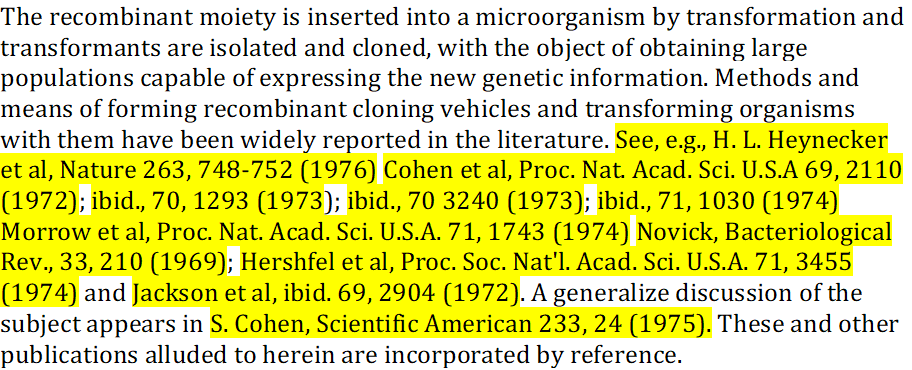 The recombinant moiety is inserted into a microorganism by transformation and
transformants are isolated and cloned, with the object of obtaining large
populations capable of expressing the new genetic information. Methods and
means of forming recombinant cloning vehicles and transforming organisms
with them have been widely reported in the literature. See, e.g., H. L. Heynecker
et al, Nature 263, 748-752 (1976) Cohen et al, Proc. Nat. Acad. Sci. U.S.A 69, 2110
(1972); ibid., 70, 1293 (1973); ibid., 70 3240 (1973); ibid., 71, 1030 (1974)
Morrow et al, Proc. Nat. Acad. Sci. U.S.A. 71, 1743 (1974) Novick, Bacteriological
Rev., 33, 210 (1969); Hershfel et al, Proc. Soc. Nat'l. Acad. Sci. U.S.A. 71, 3455
(1974) and Jackson et al, ibid. 69, 2904 (1972). A generalize discussion of the
subject appears in S. Cohen, Scientific American 233, 24 (1975). These and other
publications alluded to herein are incorporated by reference.